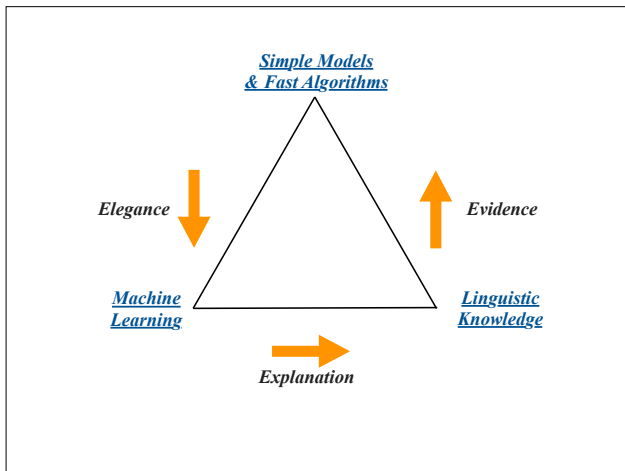 Simple Models
& Fast Algorithms
Elegance
Evidence
Machine
Learning
Linguistic
Knowledge
Explanation